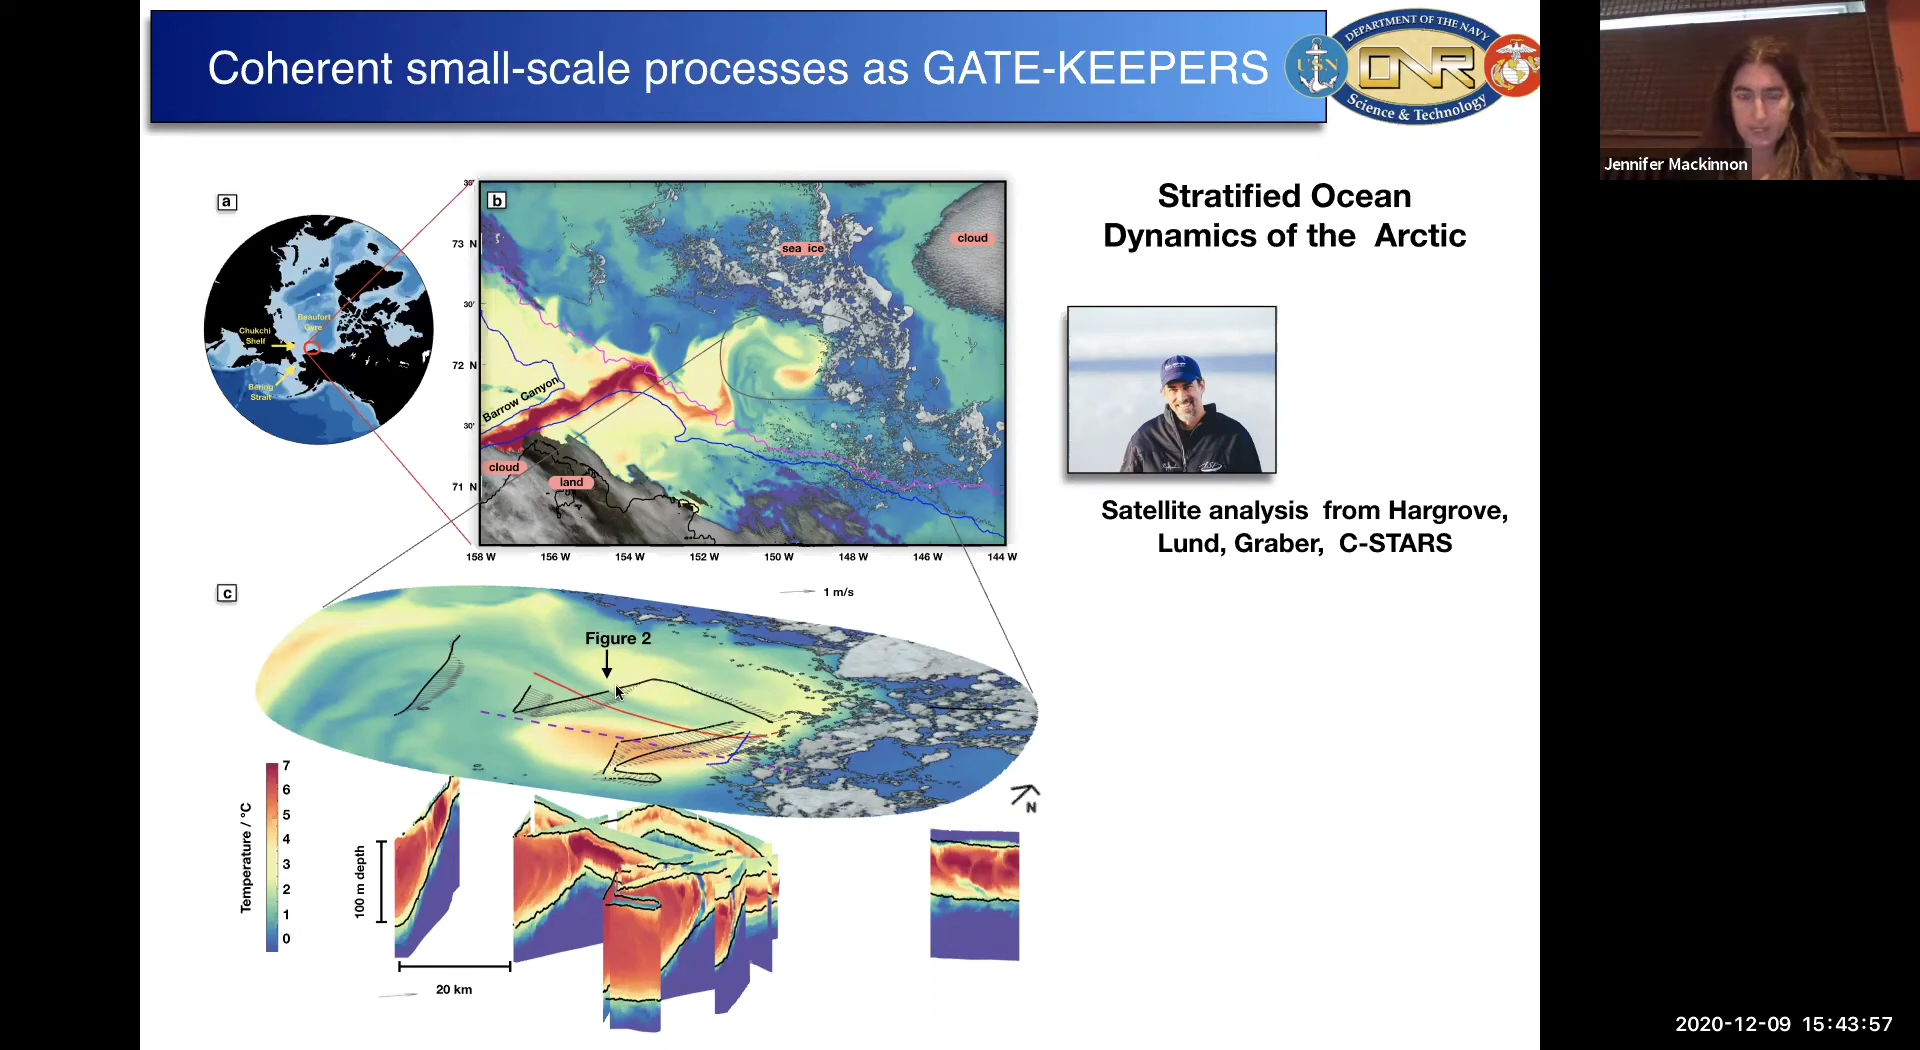 Coherent small-scale processes as GATE-KEEPERS
DEPARTMENT OF THE NAVY
USN
ONR
Science & Technology
Jennifer Mackinnon
Stratified Ocean
Dynamics of the Arctic
a
Beaufort
Gyre
Chukchi
Shelf
Bering
Strait
b
30'
73 N
30'
72 N
30'
71 N
sea ice
cloud
Barrow Canyon
cloud
land
158 W
156 W
154 W
152 W
150 W
148 W
146 W
144 W
Satellite analysis from Hargrove,
Lund, Graber, C-STARS
c
1 m/s
Figure 2
N
Temperature / °C
7
6
5
4
3
2
1
0
100 m depth
20 km
2020-12-09 15:43:57